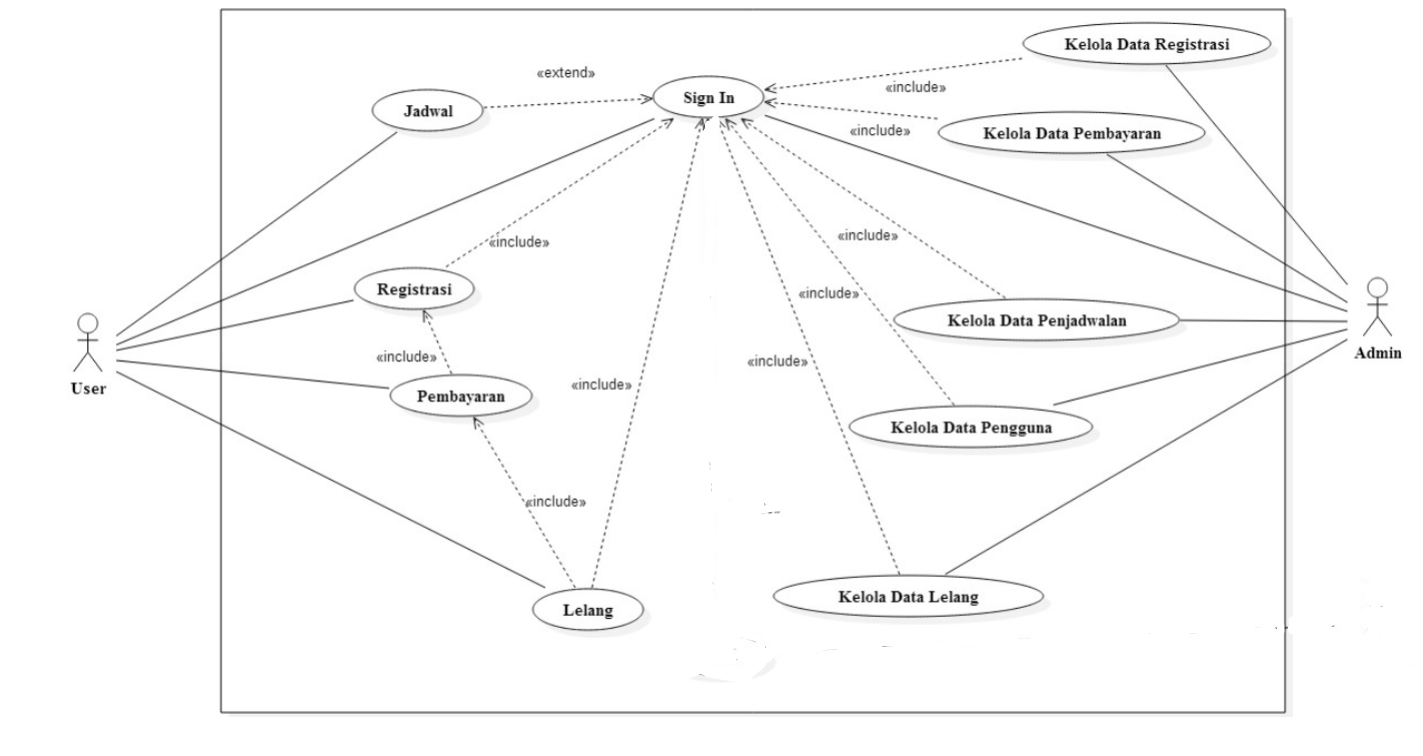 Kelola Data Registrasi
«extend»
«include»
Sign In
Jadwal
«include»
Kelola Data Pembayaran
«include»
«include»
Registrasi
«include»
Kelola Data Penjadwalan
User
Admin
«include»
«include»
«include»
Pembayaran
Kelola Data Pengguna
«include»
Lelang
Kelola Data Lelang